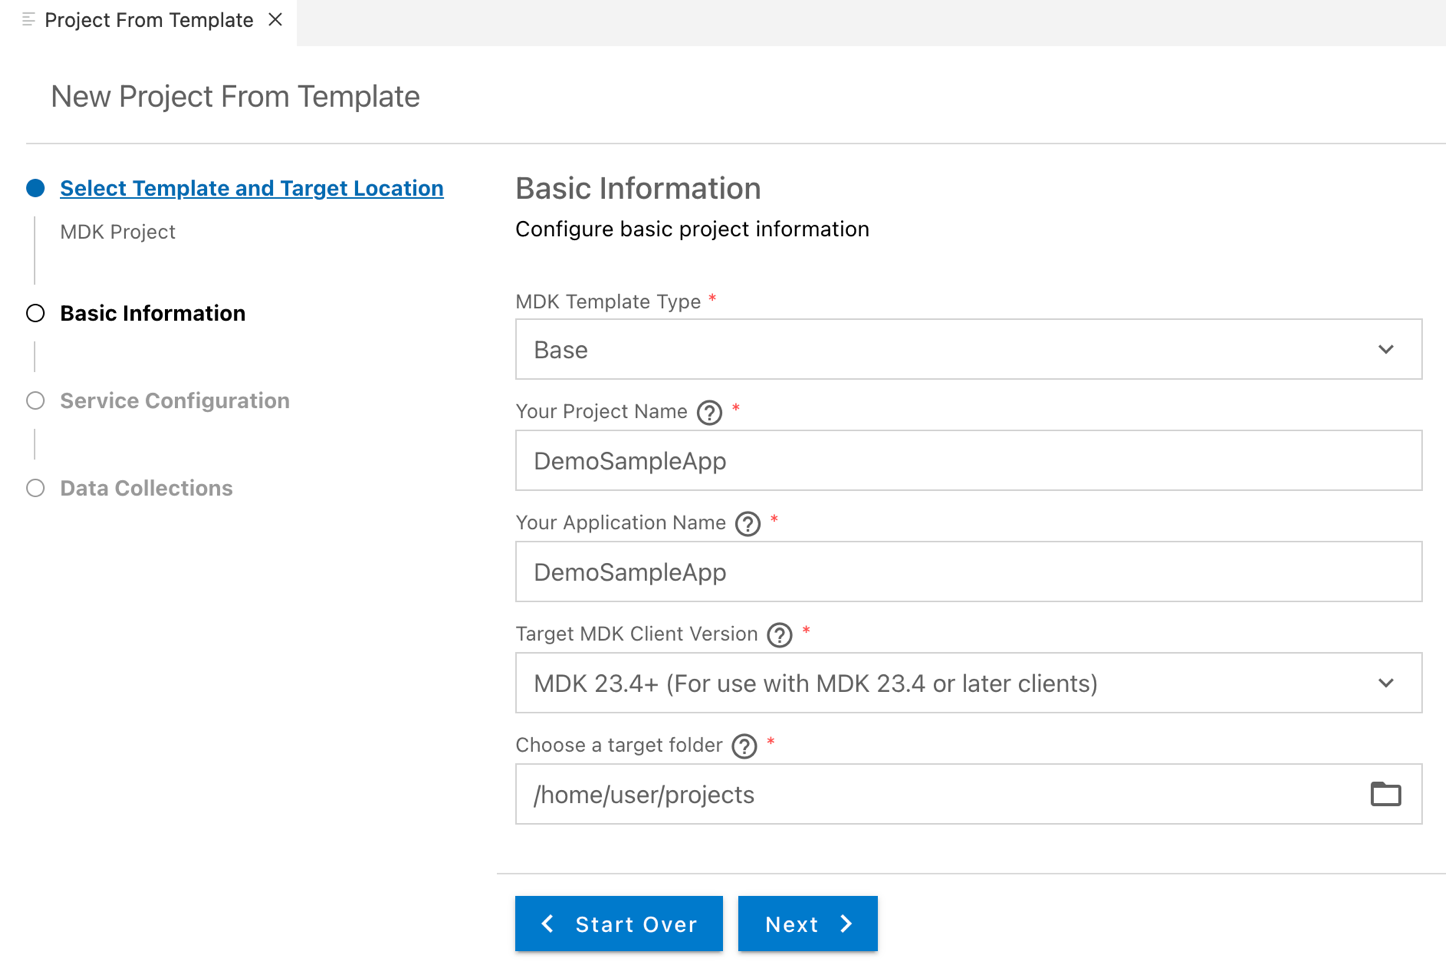 Project From Template
New Project From Template
Select Template and Target Location
MDK Project
Basic Information
Service Configuration
Data Collections
Basic Information
Configure basic project information
MDK Template Type *
Base
Your Project Name ? *
DemoSampleApp
Your Application Name ? *
DemoSampleApp
Target MDK Client Version ? *
MDK 23.4+ (For use with MDK 23.4 or later clients)
Choose a target folder ? *
/home/user/projects
Start Over
Next